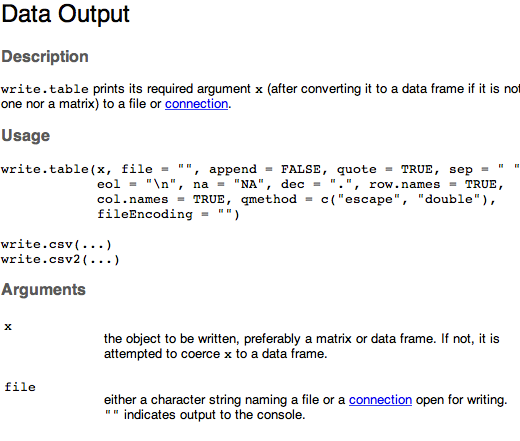 Data Output
Description
write.table prints its required argument x (after converting it to a data frame if it is not
one nor a matrix) to a file or connection.
Usage
write.table(x, file = "", append = FALSE, quote = TRUE, sep = " "
eol = "\n", na = "NA", dec = ".", row.names = TRUE,
col.names = TRUE, qmethod = c("escape", "double"),
fileEncoding = "")
write.csv(...)
write.csv2(...)
Arguments
x
the object to be written, preferably a matrix or data frame. If not, it is
attempted to coerce x to a data frame.
file
either a character string naming a file or a connection open for writing.
"" indicates output to the console.